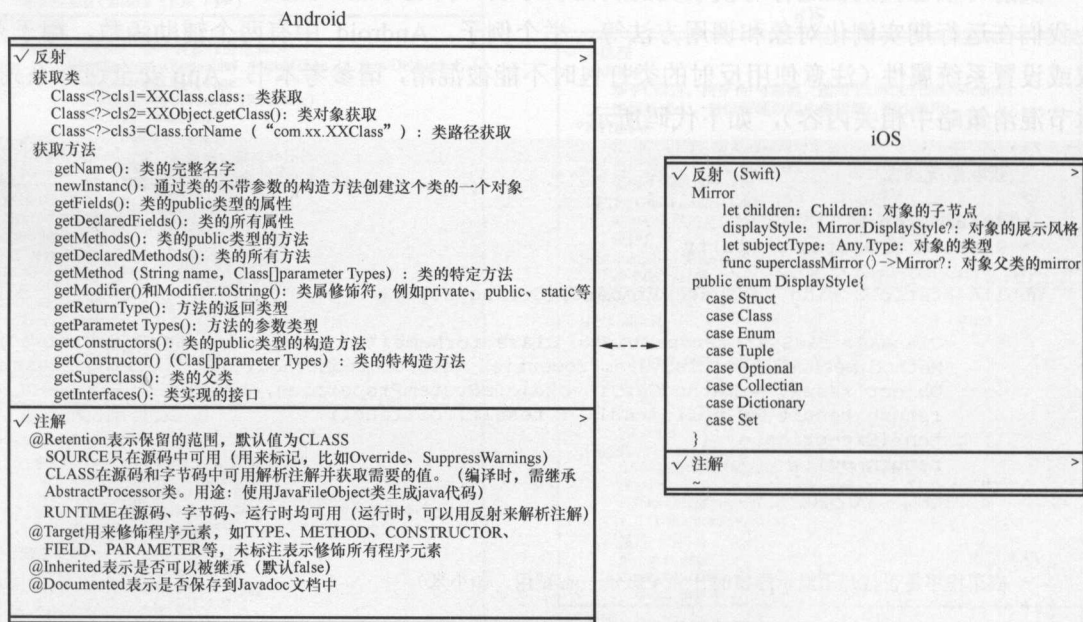 Android
√ 反射 >
获取类
Class<?>cls1=XXClass.class：类获取
Class<?>cls2=XXObject.getClass()：类对象获取
Class<?>cls3=Class.forName（“com.xx.XXClass”）：类路径获取
获取方法
getName()：类的完整名字
newInstanc()：通过类的不带参数的构造方法创建这个类的一个对象
getFields()：类的public类型的属性
getDeclaredFields()：类的所有属性
getMethods()：类的public类型的方法
getDeclaredMethods()：类的所有方法
getMethod（String name，Class[]parameter Types）：类的特定方法
getModifier()和Modifier.toString()：类属修饰符，例如private、public、static等
getReturnType()：方法的返回类型
getParametet Types()：方法的参数类型
getConstructors()：类的public类型的构造方法
getConstructor()（Clas[]parameter Types）：类的特构造方法
getSuperclass()：类的父类
getInterfaces()：类实现的接口
√ 注解 >
@Retention表示保留的范围，默认值为CLASS
SQURCE只在源码中可用（用来标记，比如Override、SuppressWarnings）
CLASS在源码和字节码中可用解析注解并获取需要的值。（编译时，需继承
AbstractProcessor类。用途：使用JavaFileObject类生成java代码）
RUNTIME在源码、字节码、运行时均可用（运行时，可以用反射来解析注解）
@Target用来修饰程序元素，如TYPE、METHOD、CONSTRUCTOR、
FIELD、PARAMETER等，未标注表示修饰所有程序元素
@Inherited表示是否可以被继承（默认false）
@Documented表示是否保存到Javadoc文档中
iOS
√ 反射（Swift） >
Mirror
let children：Children：对象的子节点
displayStyle：Mirror.DisplayStyle?：对象的展示风格
let subjectType：Any.Type：对象的类型
func superclassMirror()->Mirror?：对象父类的mirror
public enum DisplayStyle{
case Struct
case Class
case Enum
case Tuple
case Optional
case Collectian
case Dictionary
case Set
}
√ 注解 >
~